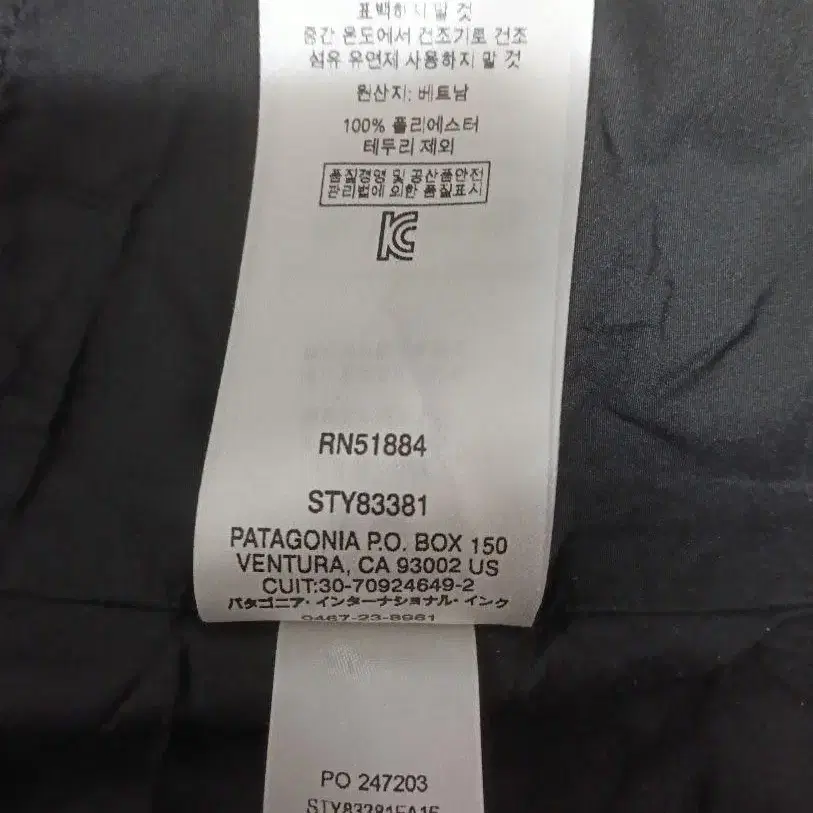 표백하지 말 것
중간 온도에서 건조기로 건조
섬유 유연제 사용하지 말 것
원산지: 베트남
100% 폴리에스터
테두리 제외
품질경영 및 공산품안전
관리법에 의한 품질표시
RN51884
STY83381
PATAGONIA P.O. BOX 150
VENTURA, CA 93002 US
CUIT:30-70924649-2
パタゴニア・インターナショナル・インク
0467-23-8961
PO 247203